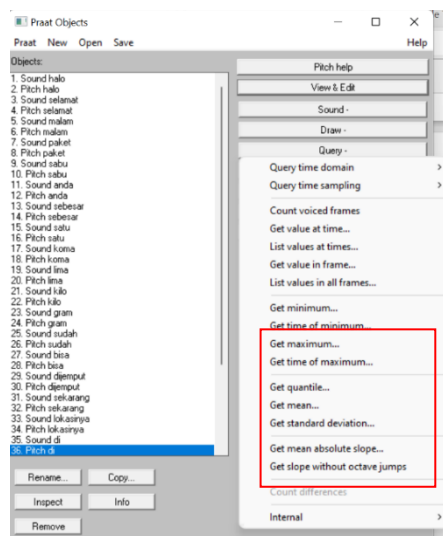 Praat Objects
Praat New Open Save Help
Objects:
1. Sound halo
2. Pitch halo
3. Sound selamat
4. Pitch selamat
5. Sound malam
6. Pitch malam
7. Sound paket
8. Pitch paket
9. Sound sabu
10. Pitch sabu
11. Sound anda
12. Pitch anda
13. Sound sebesar
14. Pitch sebesar
15. Sound satu
16. Pitch satu
17. Sound koma
18. Pitch koma
19. Sound lima
20. Pitch lima
21. Sound kilo
22. Pitch kilo
23. Sound gram
24. Pitch gram
25. Sound sudah
26. Pitch sudah
27. Sound bisa
28. Pitch bisa
29. Sound dijemput
30. Pitch dijemput
31. Sound sekarang
32. Pitch sekarang
33. Sound lokasinya
34. Pitch lokasinya
35. Sound di
36. Pitch di
Rename... Copy...
Inspect Info
Remove
Pitch help
View & Edit
Sound -
Draw -
Query -
Query time domain >
Query time sampling >
Count voiced frames
Get value at time...
List values at times...
Get value in frame...
List values in all frames...
Get minimum...
Get time of minimum...
Get maximum...
Get time of maximum...
Get quantile...
Get mean...
Get standard deviation...
Get mean absolute slope...
Get slope without octave jumps
Count differences
Internal >